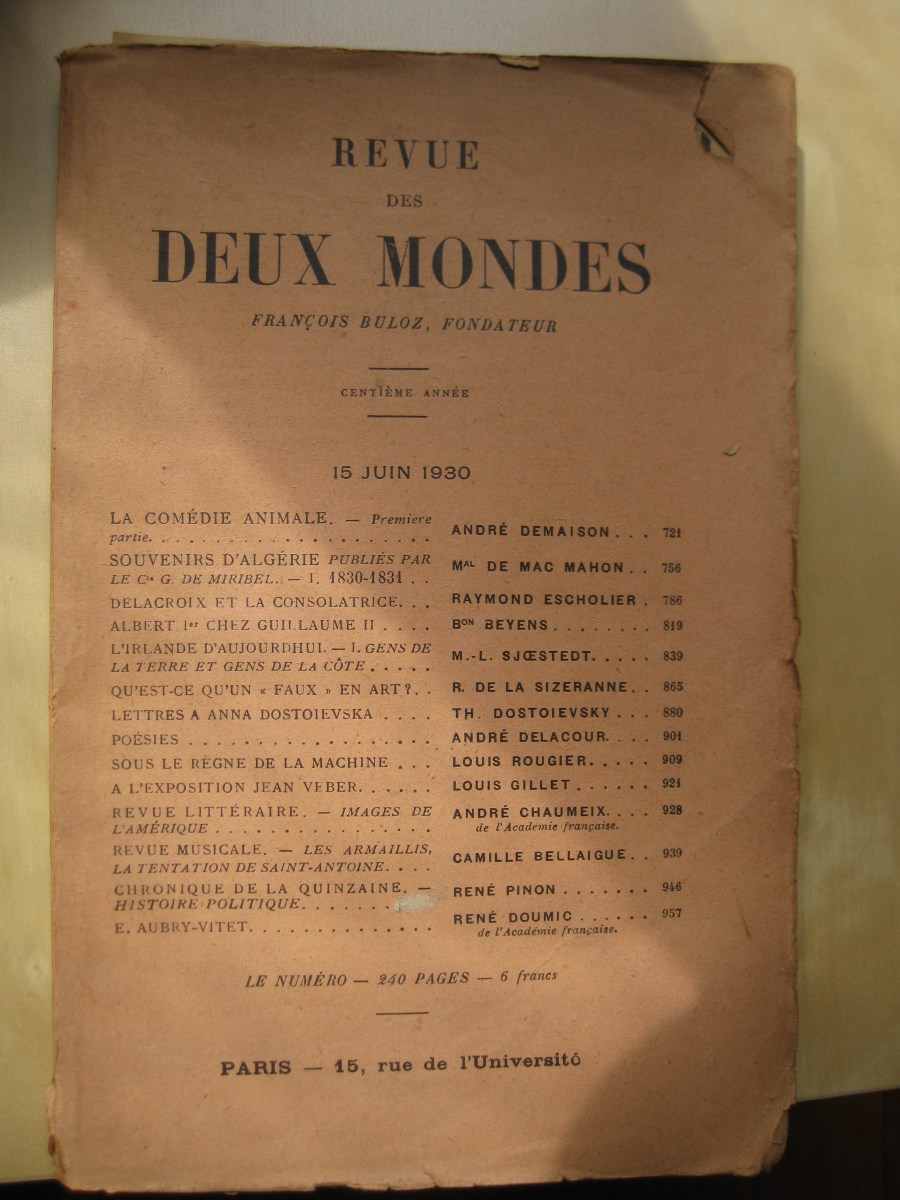 REVUE
DES
DEUX MONDES
FRANÇOIS BULOZ, FONDATEUR
CENTIÈME ANNÉE
15 JUIN 1930
LA COMÉDIE ANIMALE. — Premiere
partie. . . . . . . . . . . . . . . . . . . . ANDRÉ DEMAISON . . . 721
SOUVENIRS D'ALGÉRIE PUBLIÉS PAR
LE Cte G. DE MIRIBEL. — I. 1830-1831 . . MAL DE MAC MAHON . . 756
DELACROIX ET LA CONSOLATRICE. . . RAYMOND ESCHOLIER . 786
ALBERT Ier CHEZ GUILLAUME II . . . . BON BEYENS . . . . . . . . 819
L'IRLANDE D'AUJOURDHUI. — I. GENS DE
LA TERRE ET GENS DE LA CÔTE . . . . . M.-L. SJŒSTEDT. . . . . 839
QU'EST-CE QU'UN « FAUX » EN ART ?. . R. DE LA SIZERANNE. . 865
LETTRES A ANNA DOSTOIEVSKA . . . . TH. DOSTOIEVSKY . . . 880
POÉSIES . . . . . . . . . . . . . . . . . . ANDRÉ DELACOUR. . . . 901
SOUS LE RÈGNE DE LA MACHINE . . . LOUIS ROUGIER. . . . . 909
A L'EXPOSITION JEAN VEBER. . . . . . LOUIS GILLET . . . . . . 921
REVUE LITTÉRAIRE. — IMAGES DE
L'AMÉRIQUE . . . . . . . . . . . . . . . . ANDRÉ CHAUMEIX. . . . 928
de l'Academie française.
REVUE MUSICALE. — LES ARMAILLIS,
LA TENTATION DE SAINT-ANTOINE. . . . CAMILLE BELLAIGUE . . 939
CHRONIQUE DE LA QUINZAINE. —
HISTOIRE POLITIQUE. . . . . . . RENÉ PINON . . . . . . . 946
E. AUBRY-VITET. . . . . . . . . . . . . . RENÉ DOUMIC . . . . . . 957
de l'Académie française.
LE NUMÉRO — 240 PAGES — 6 francs
PARIS — 15, rue de l'Université